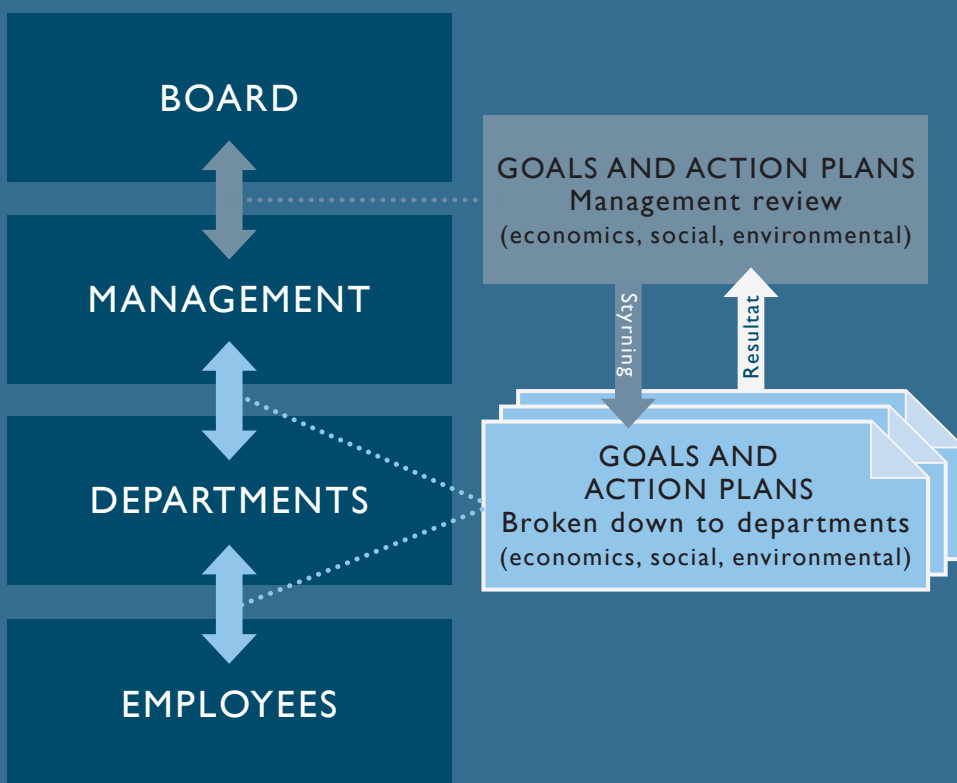 BOARD
MANAGEMENT
DEPARTMENTS
EMPLOYEES
GOALS AND ACTION PLANS
Management review
(economics, social, environmental)
Styrning
Resultat
GOALS AND
ACTION PLANS
Broken down to departments
(economics, social, environmental)